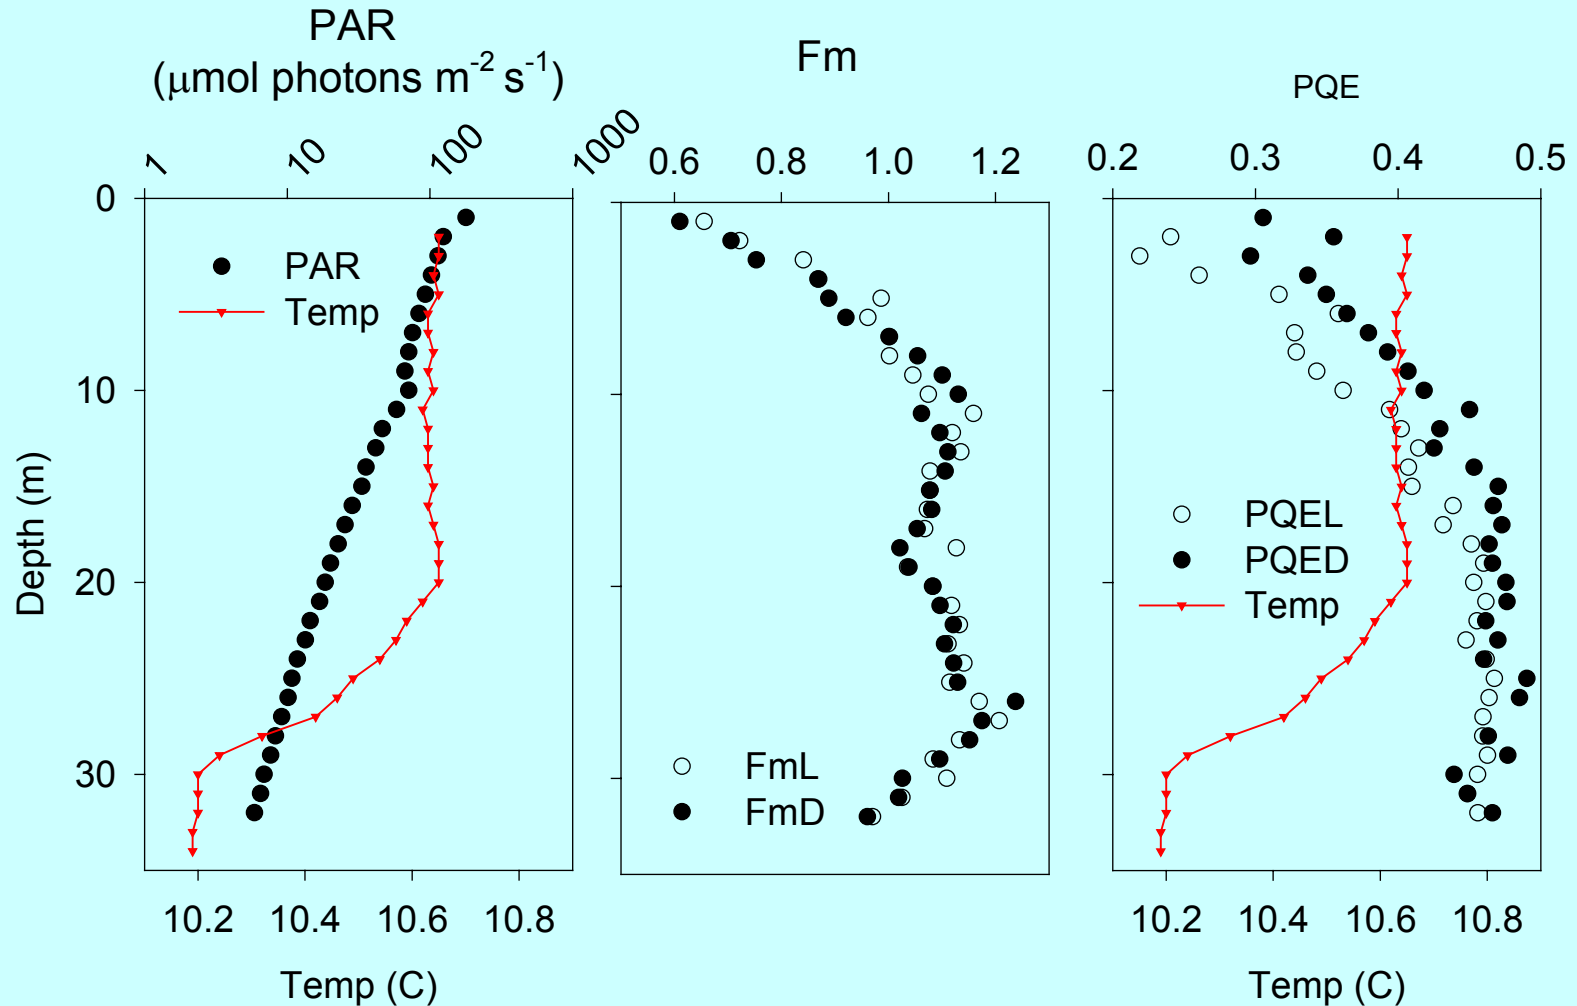 PAR
(μmol photons m-2 s-1)
1 10 100 1000
0
10
20
30
Depth (m)
PAR
Temp
10.2 10.4 10.6 10.8
Temp (C)
Fm
0.6 0.8 1.0 1.2
FmL
FmD
PQE
0.2 0.3 0.4 0.5
PQEL
PQED
Temp
10.2 10.4 10.6 10.8
Temp (C)